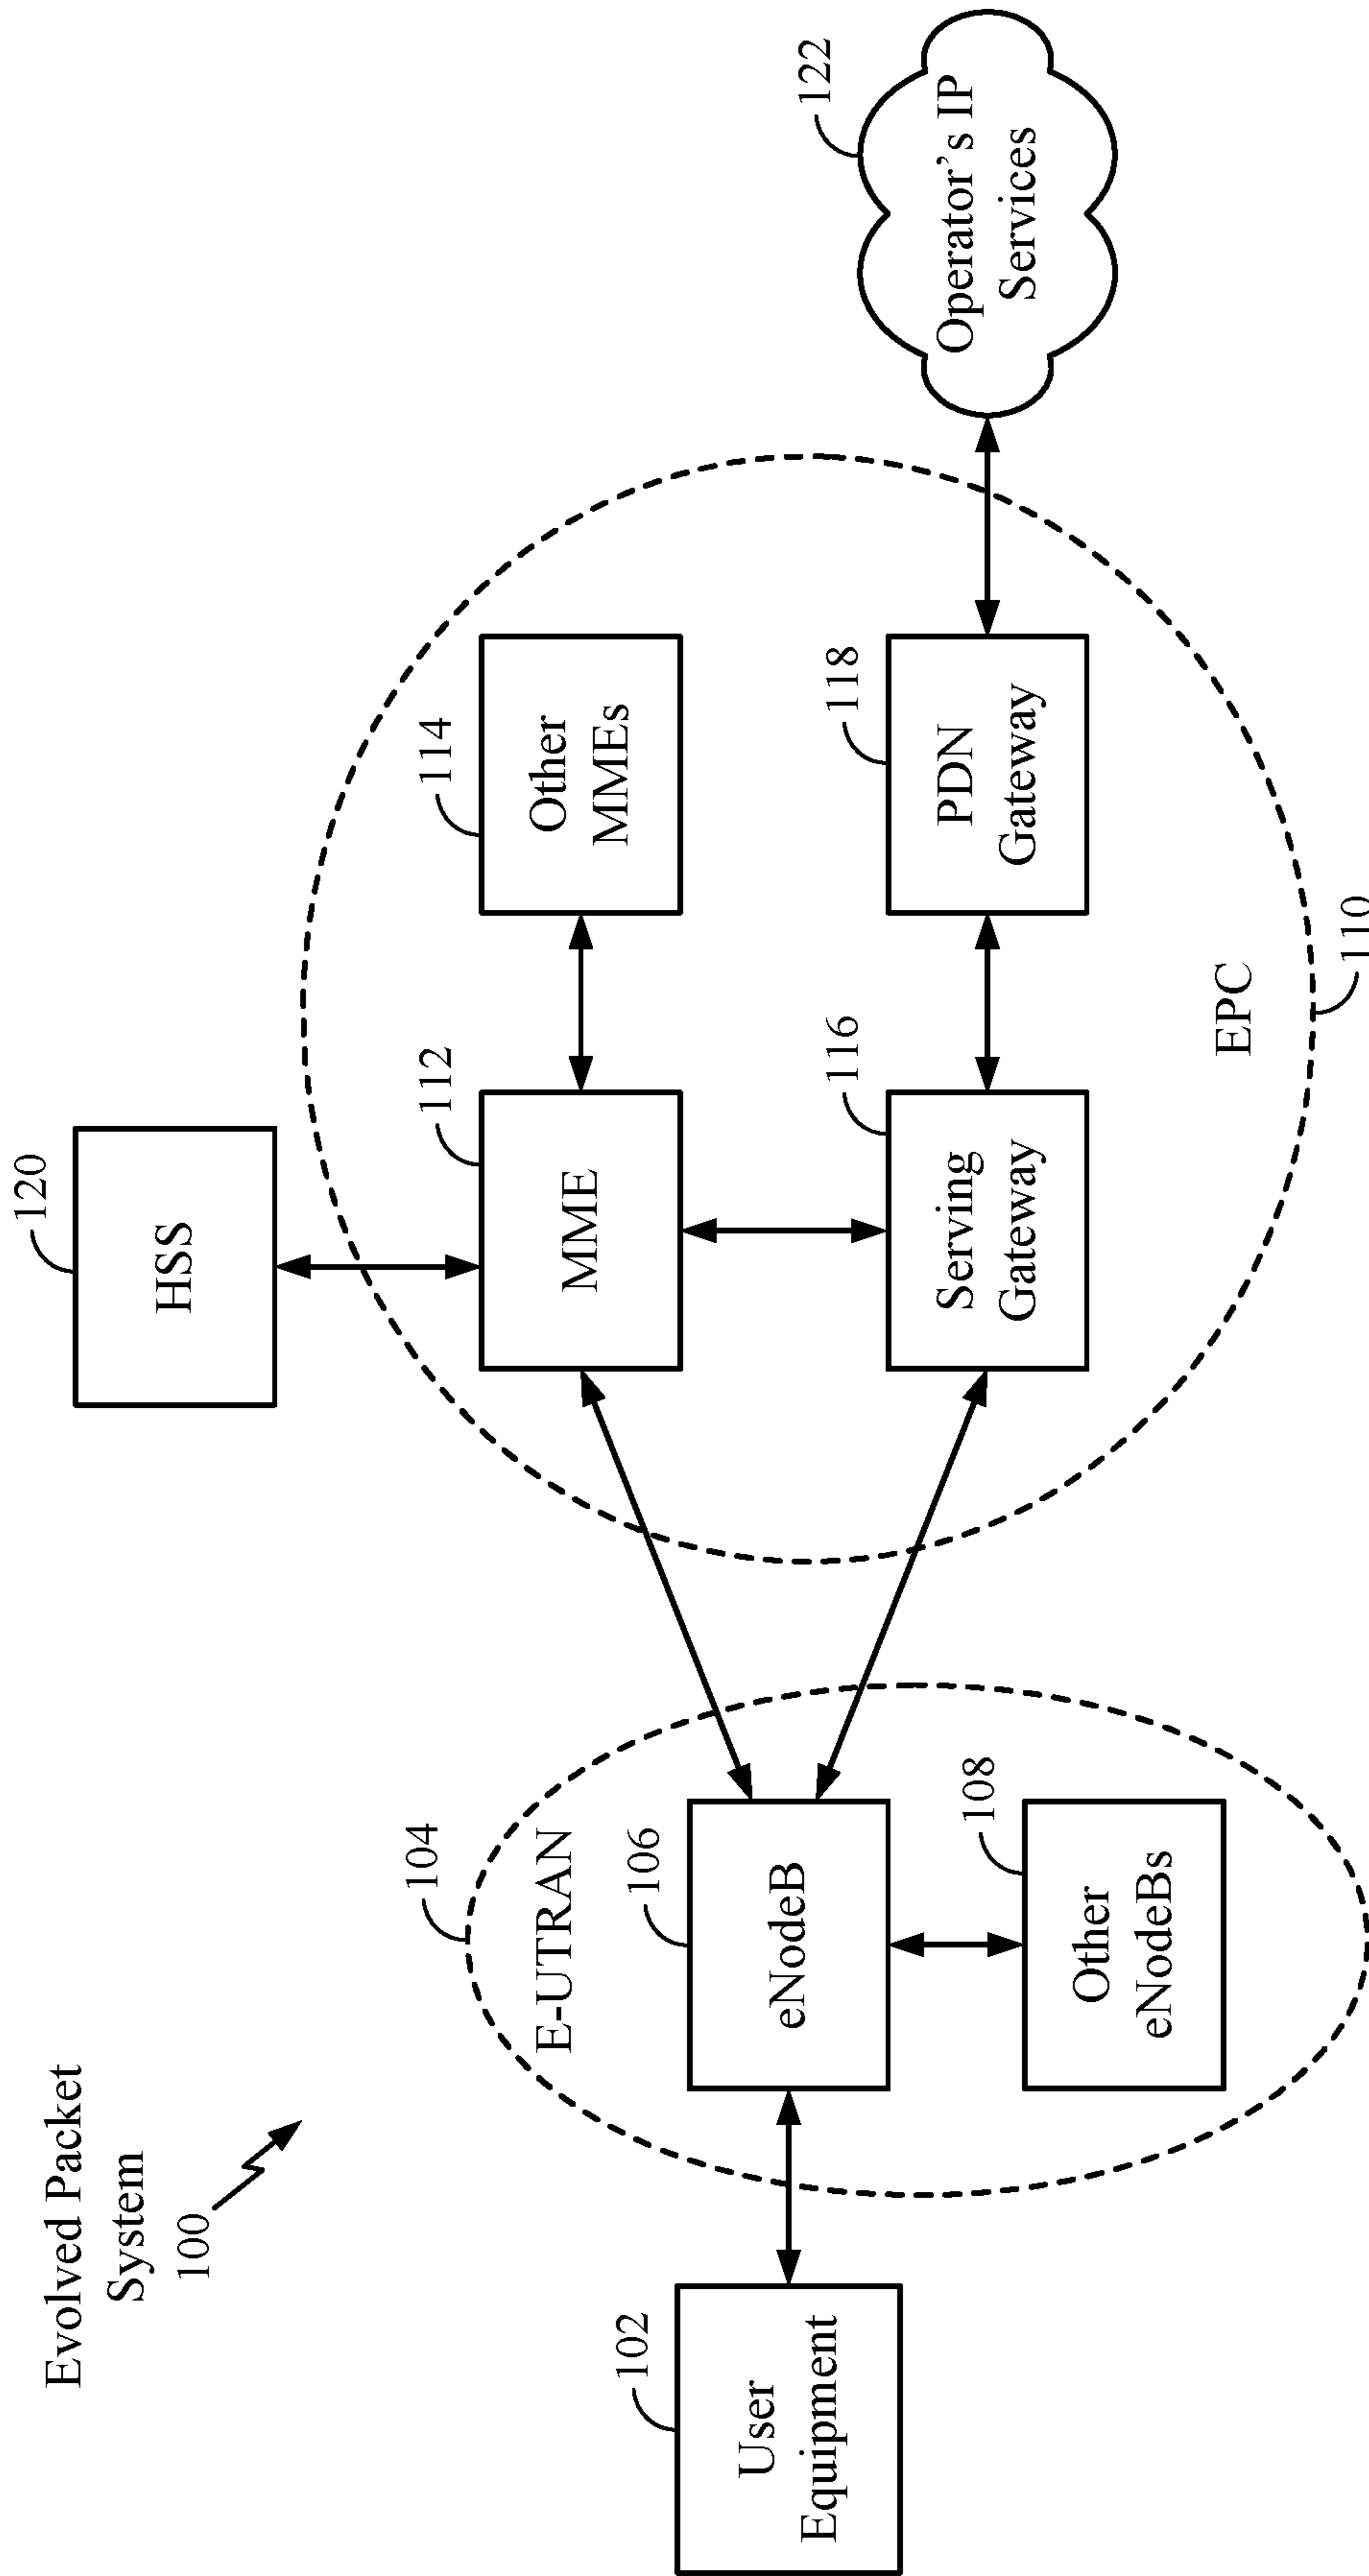 Evolved Packet
System
100
120
HSS
104
E-UTRAN
112
MME
114
Other
MMEs
102
User
Equipment
106
eNodeB
108
Other
eNodeBs
116
Serving
Gateway
118
PDN
Gateway
122
Operator's IP
Services
EPC
110